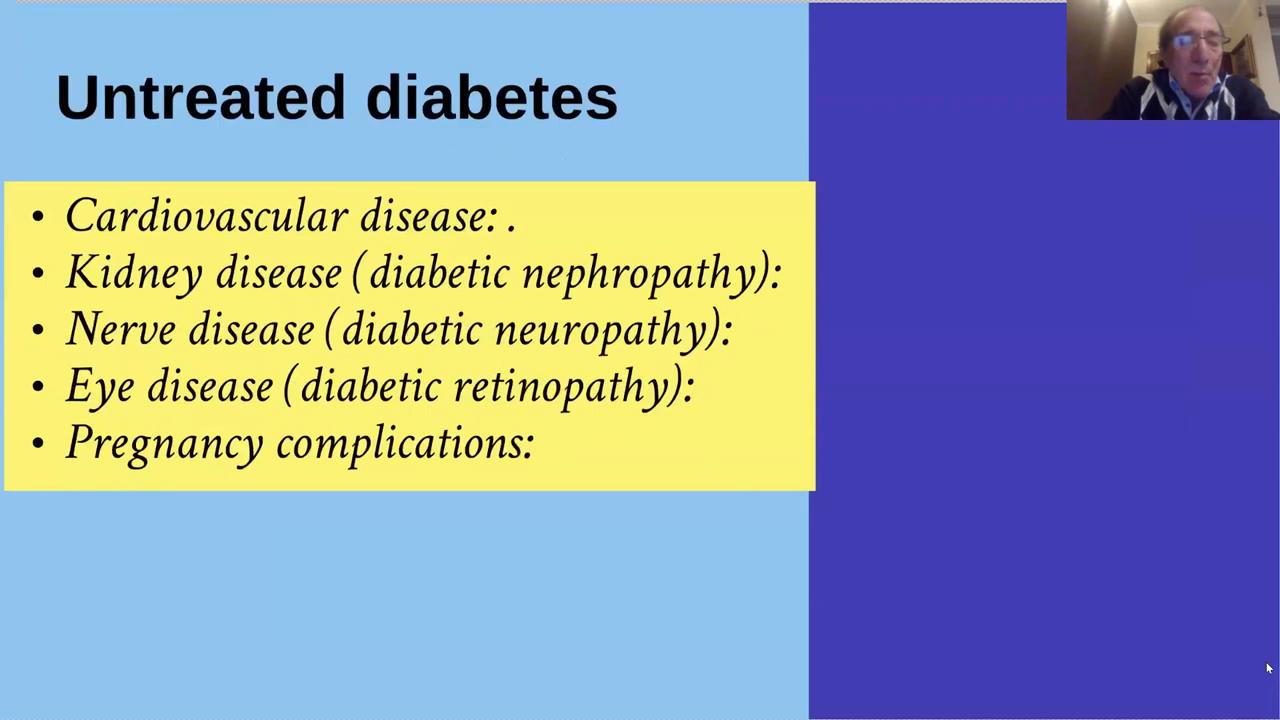 Untreated diabetes
• Cardiovascular disease: .
• Kidney disease (diabetic nephropathy):
• Nerve disease (diabetic neuropathy):
• Eye disease (diabetic retinopathy):
• Pregnancy complications: